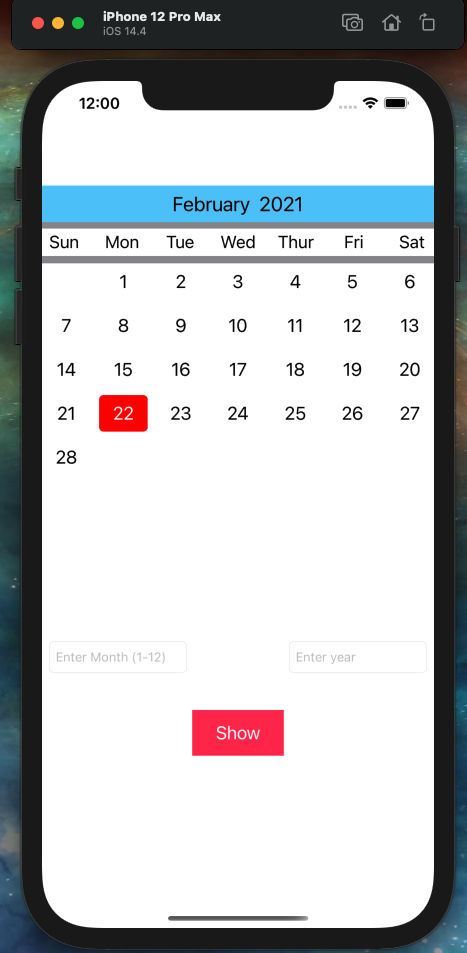 iPhone 12 Pro Max
iOS 14.4
12:00
February 2021
Sun Mon Tue Wed Thur Fri Sat
1 2 3 4 5 6
7 8 9 10 11 12 13
14 15 16 17 18 19 20
21 22 23 24 25 26 27
28
Enter Month (1-12) Enter year
Show